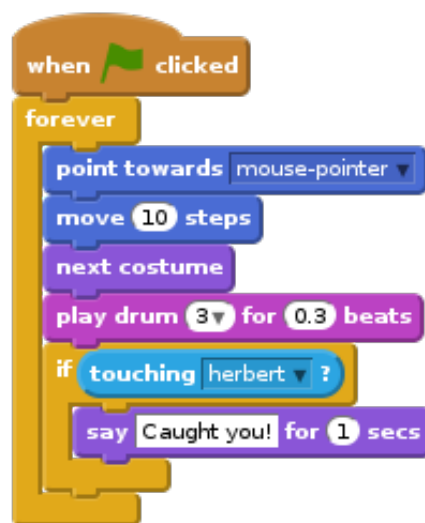 when clicked
forever
point towards mouse-pointer
move 10 steps
next costume
play drum 3 for 0.3 beats
if touching herbert ?
say Caught you! for 1 secs